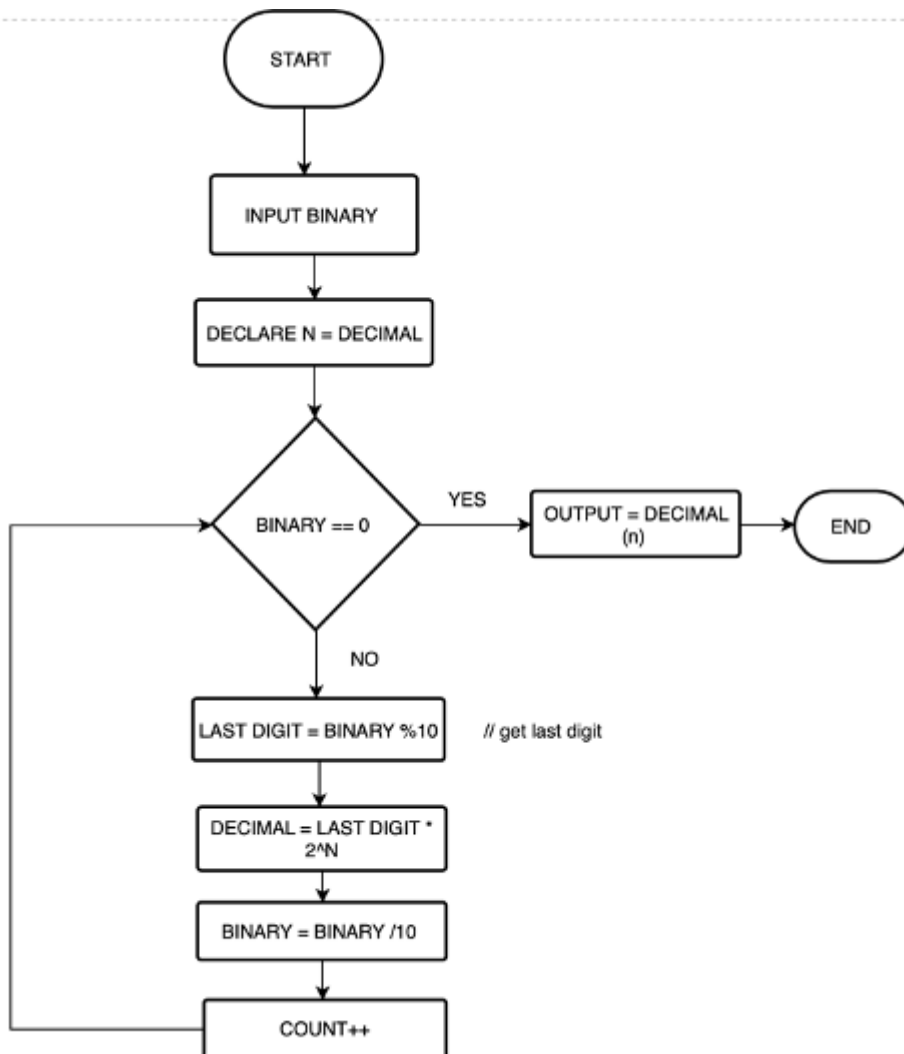 START
INPUT BINARY
DECLARE N = DECIMAL
BINARY == 0
YES
OUTPUT = DECIMAL
(n)
END
NO
LAST DIGIT = BINARY %10
// get last digit
DECIMAL = LAST DIGIT *
2^N
BINARY = BINARY /10
COUNT++